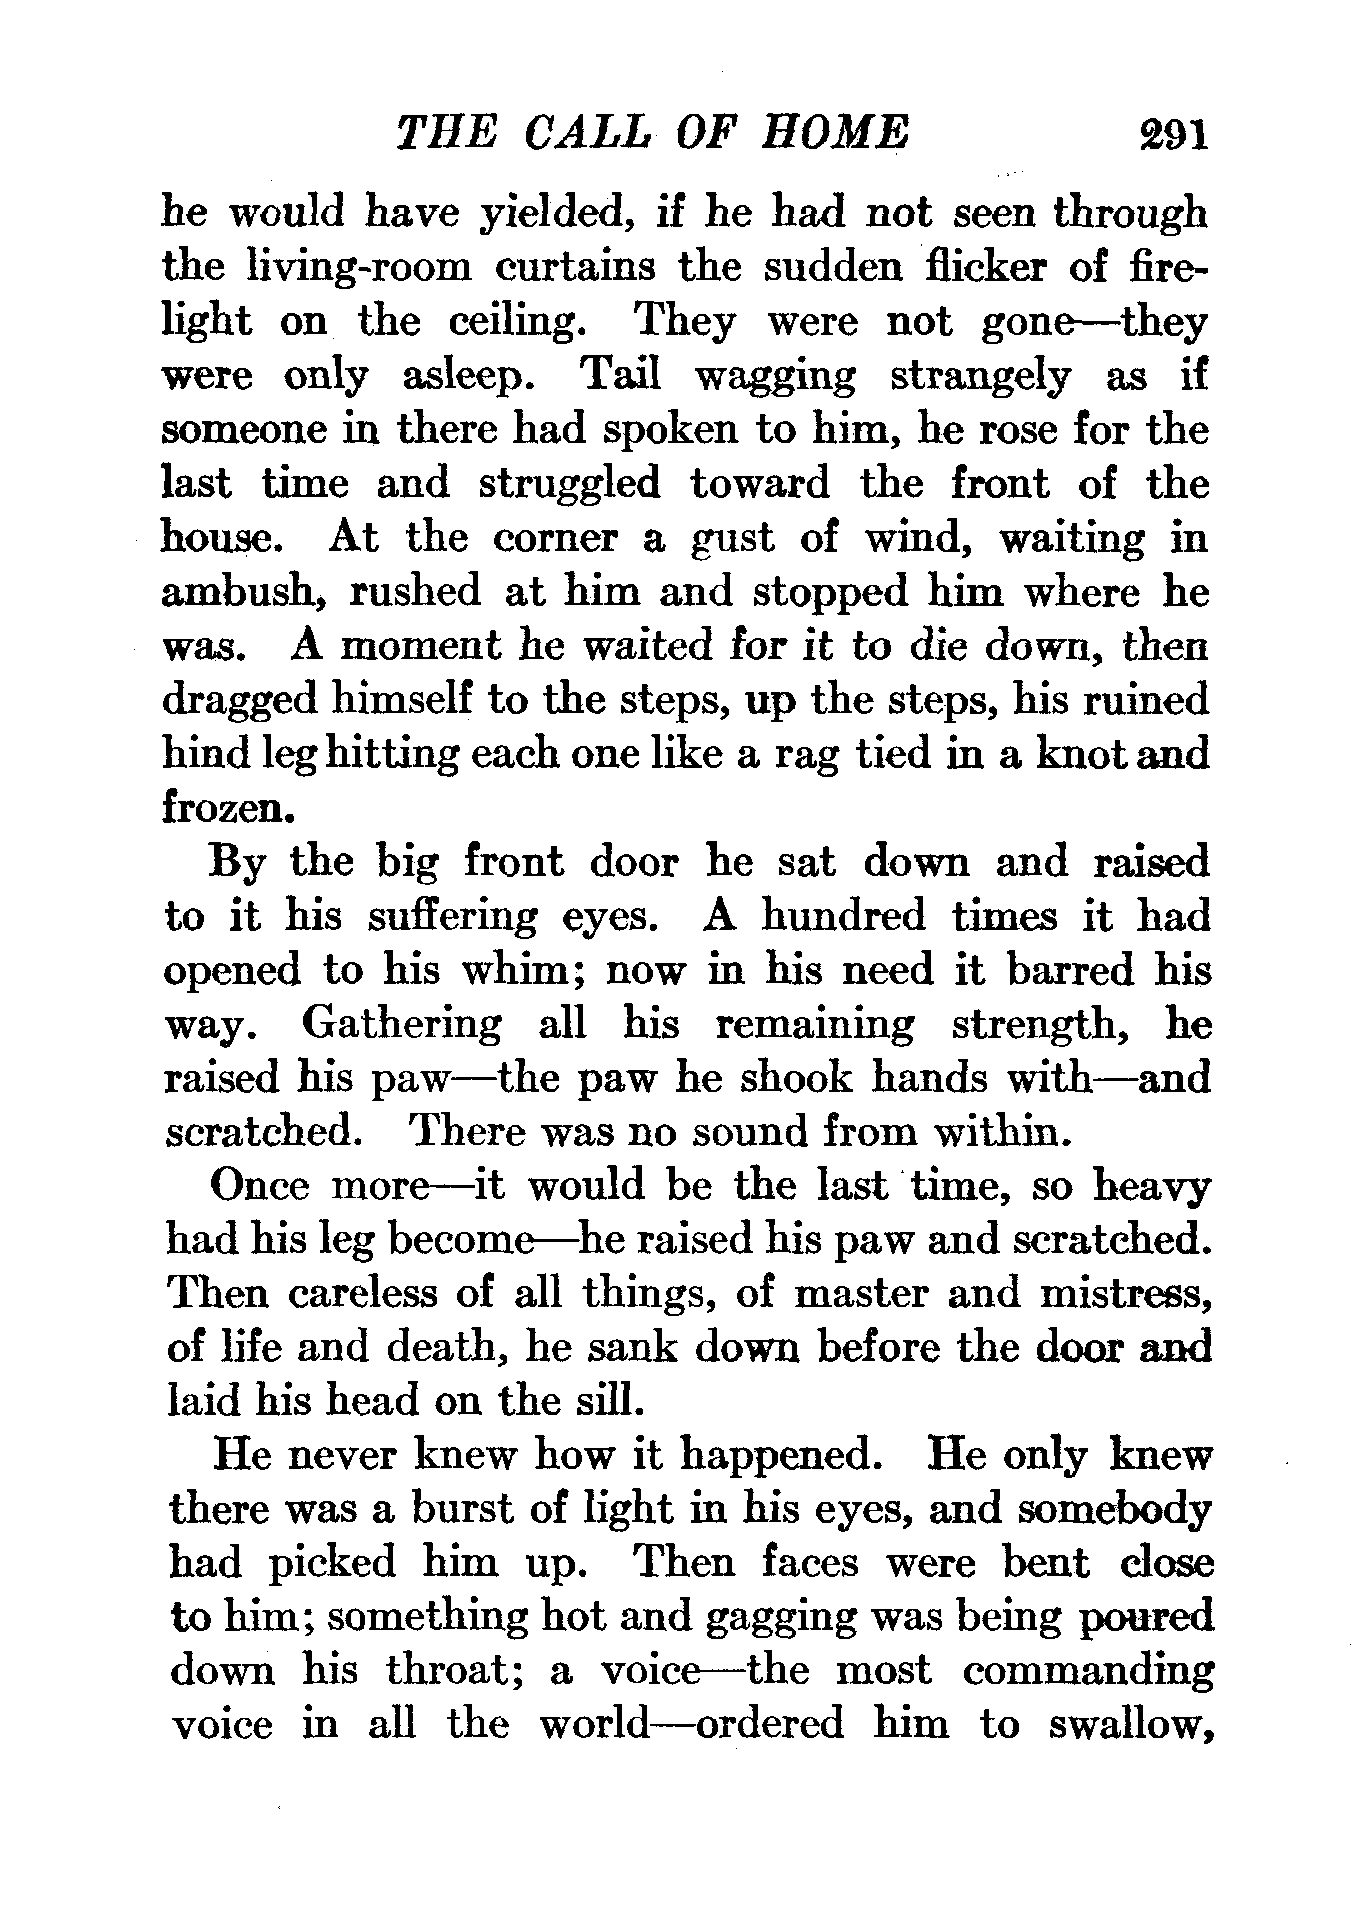 THE CALL OF HOME 291
he would have yielded, if he had not seen through
the living-room curtains the sudden flicker of fire-
light on the ceiling. They were not gone—they
were only asleep. Tail wagging strangely as if
someone in there had spoken to him, he rose for the
last time and struggled toward the front of the
house. At the corner a gust of wind, waiting in
ambush, rushed at him and stopped him where he
was. A moment he waited for it to die down, then
dragged himself to the steps, up the steps, his ruined
hind leg hitting each one like a rag tied in a knot and
frozen.
By the big front door he sat down and raised
to it his suffering eyes. A hundred times it had
opened to his whim; now in his need it barred his
way. Gathering all his remaining strength, he
raised his paw—the paw he shook hands with—and
scratched. There was no sound from within.
Once more—it would be the last time, so heavy
had his leg become—he raised his paw and scratched.
Then careless of all things, of master and mistress,
of life and death, he sank down before the door and
laid his head on the sill.
He never knew how it happened. He only knew
there was a burst of light in his eyes, and somebody
had picked him up. Then faces were bent close
to him; something hot and gagging was being poured
down his throat; a voice—the most commanding
voice in all the world—ordered him to swallow,